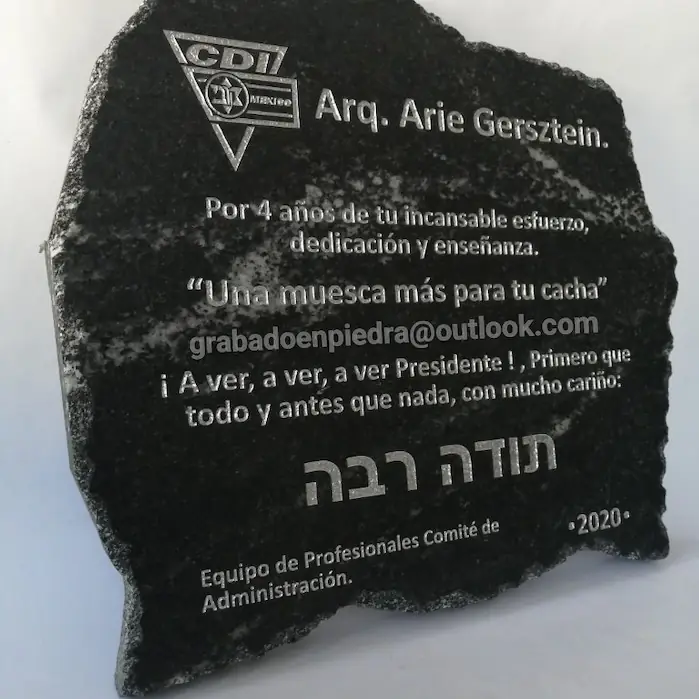 CDI
MEXICO
Arq. Arie Gersztein.
Por 4 años de tu incansable esfuerzo,
dedicación y enseñanza.
“Una muesca más para tu cacha”
grabadoenpiedra@outlook.com
¡ A ver, a ver, a ver Presidente ! , Primero que
todo y antes que nada, con mucho cariño:
תודה רבה
Equipo de Profesionales Comité de
Administración.
•2020•